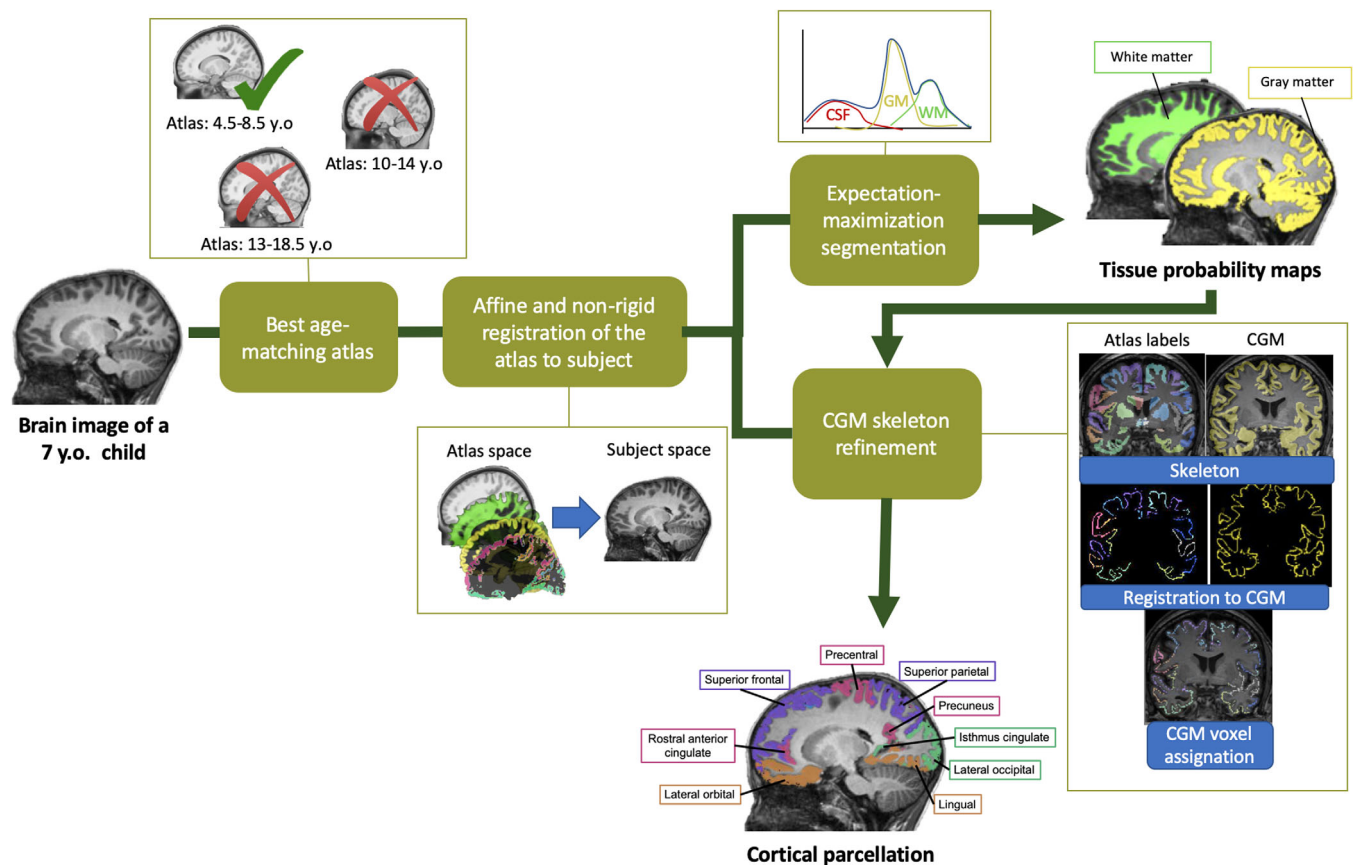 Atlas: 4.5-8.5 y.o
Atlas: 10-14 y.o
Atlas: 13-18.5 y.o
Brain image of a
7 y.o.  child
Best age-
matching atlas
Affine and non-rigid
registration of the
atlas to subject
Atlas space
Subject space
CSF
GM
WM
Expectation-
maximization
segmentation
White matter
Gray matter
Tissue probability maps
CGM skeleton
refinement
Atlas labels
CGM
Skeleton
Registration to CGM
CGM voxel
assignation
Precentral
Superior frontal
Superior parietal
Precuneus
Rostral anterior
cingulate
Isthmus cingulate
Lateral occipital
Lateral orbital
Lingual
Cortical parcellation